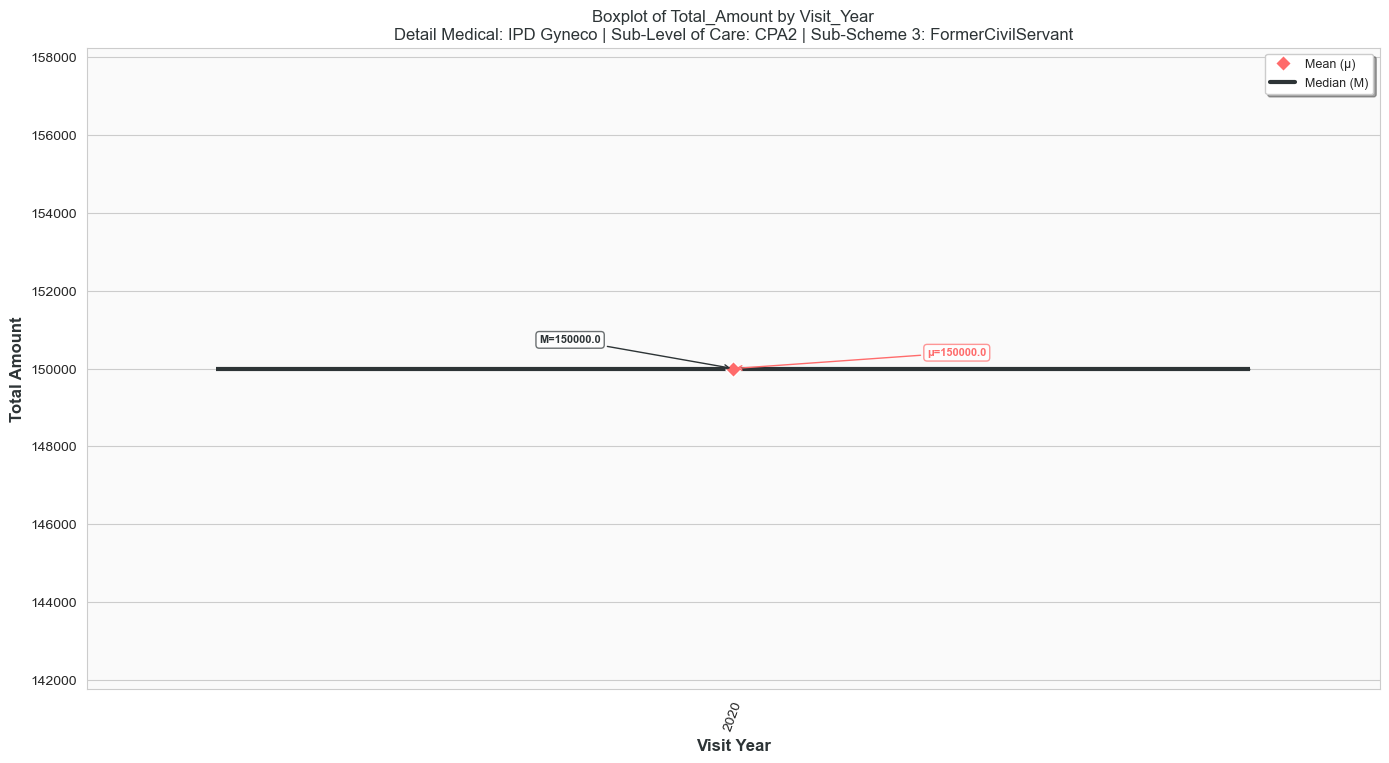 Boxplot of Total_Amount by Visit_Year
Detail Medical: IPD Gyneco | Sub-Level of Care: CPA2 | Sub-Scheme 3: FormerCivilServant
Mean (μ)
Median (M)
158000
156000
154000
152000
150000
148000
146000
144000
142000
Total Amount
M=150000.0
μ=150000.0
2020
Visit Year